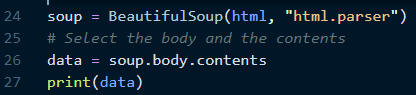 24 soup = BeautifulSoup(html, "html.parser")
25 # Select the body and the contents
26 data = soup.body.contents
27 print(data)